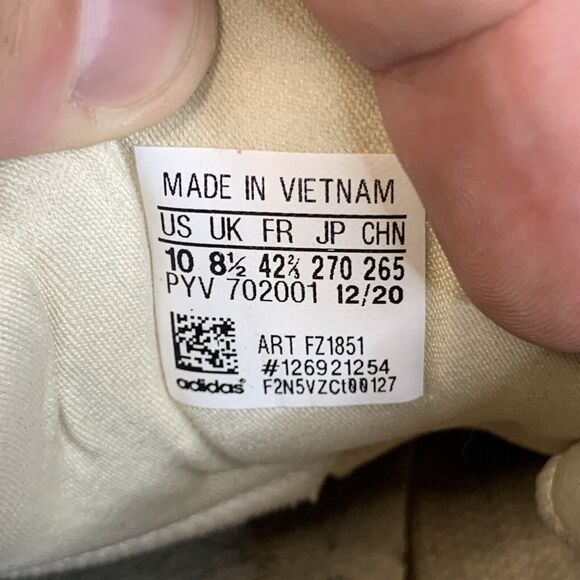 MADE IN VIETNAM
US UK FR JP CHN
10 8½ 42⅔ 270 265
PYV 702001 12/20
ART FZ1851
#126921254
adidas® F2N5VZCt00127